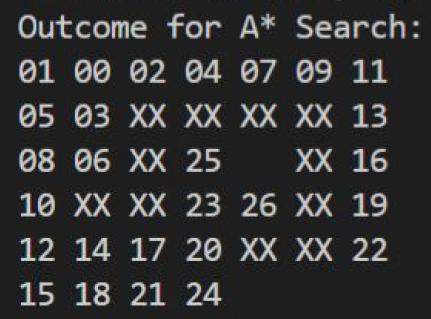 Outcome for A* Search:
01 00 02 04 07 09 11
05 03 XX XX XX XX 13
08 06 XX 25    XX 16
10 XX XX 23 26 XX 19
12 14 17 20 XX XX 22
15 18 21 24